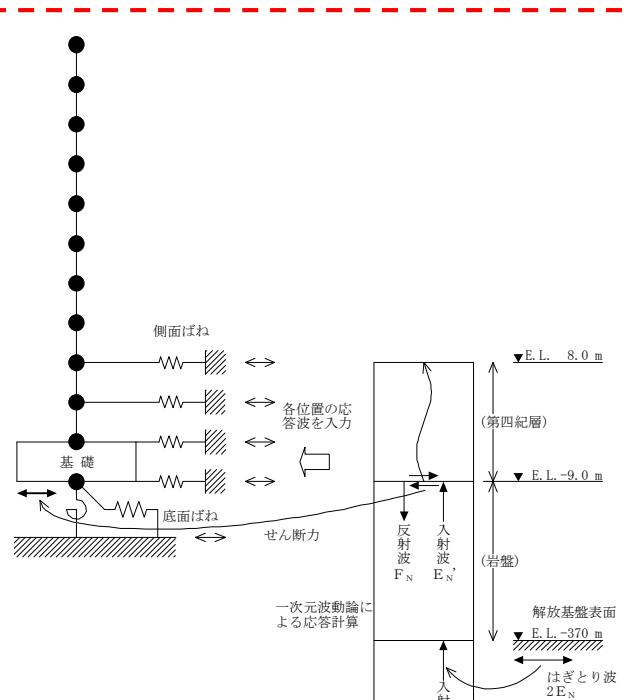 側面ばね
各位置の応
答波を入力
基 礎
底面ばね
せん断力
▼E.L. 8.0 m
(第四紀層)
▼E.L.-9.0 m
反射波
F_N
入射波
E_N'
(岩盤)
一次元波動論に
よる応答計算
解放基盤表面
▼E.L.-370 m
はぎとり波
2E_N
入射